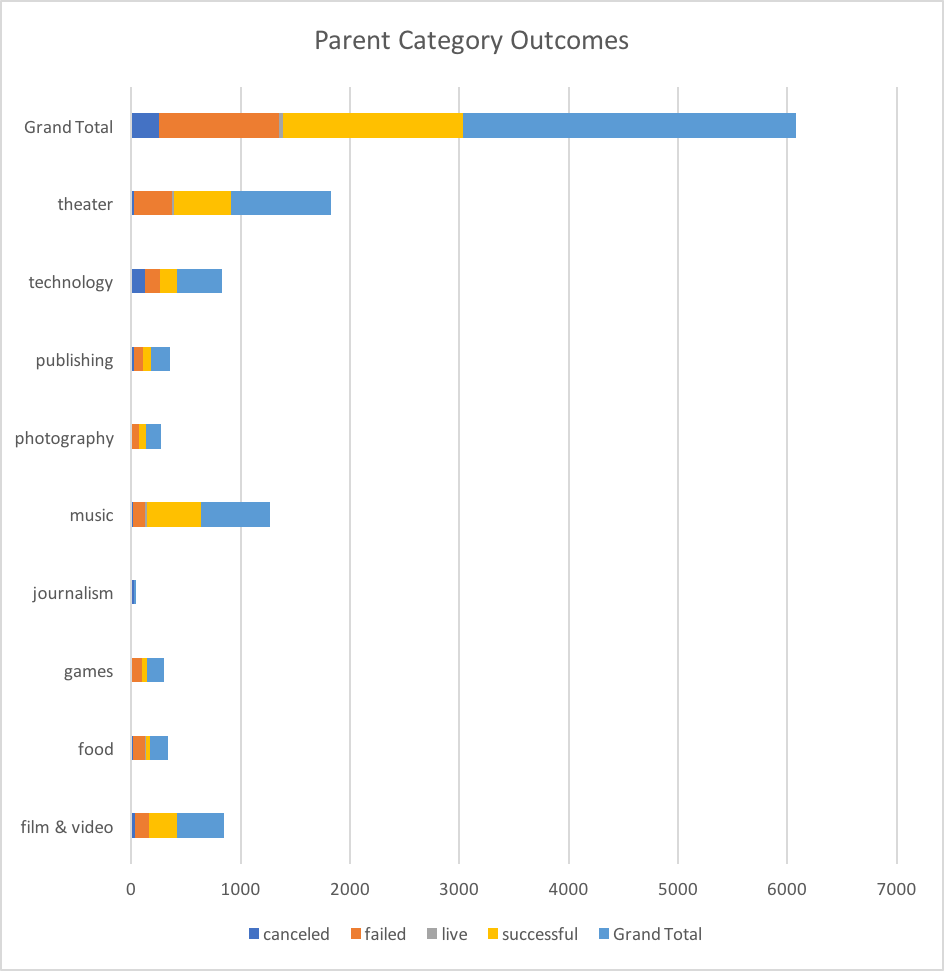 Parent Category Outcomes
Grand Total
theater
technology
publishing
photography
music
journalism
games
food
film & video
0 1000 2000 3000 4000 5000 6000 7000
canceled failed live successful Grand Total